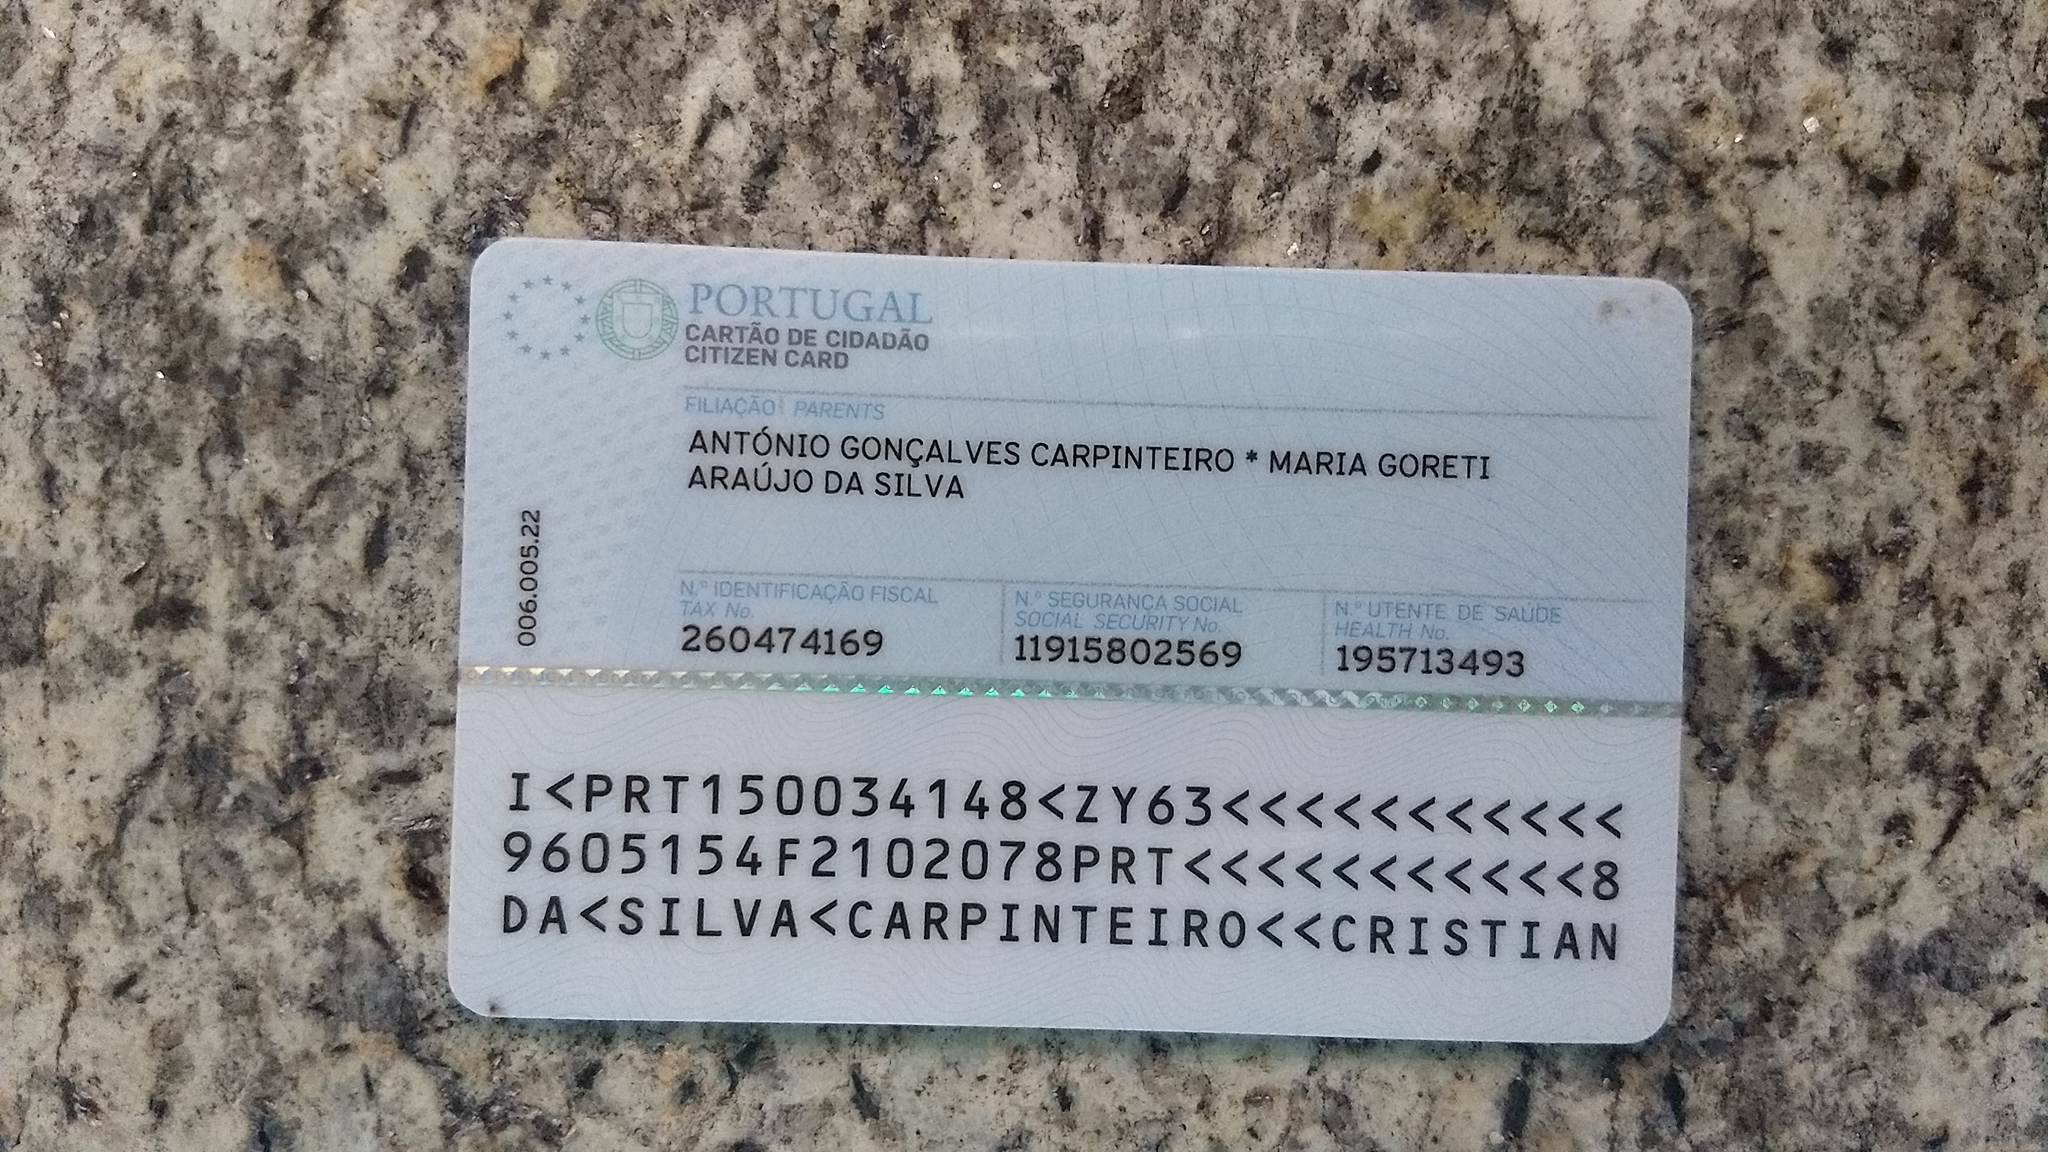 PORTUGAL
CARTÃO DE CIDADÃO
CITIZEN CARD
FILIAÇÃO PARENTS
ANTÓNIO GONÇALVES CARPINTEIRO * MARIA GORETI
ARAÚJO DA SILVA
006.005.22
N.º IDENTIFICAÇÃO FISCAL
TAX No.
260474169
N.º SEGURANÇA SOCIAL
SOCIAL SECURITY No.
11915802569
N.º UTENTE DE SAÚDE
HEALTH No.
195713493
I<PRT150034148<ZY63<<<<<<<<<<<
9605154F2102078PRT<<<<<<<<<<<8
DA<SILVA<CARPINTEIRO<<CRISTIAN